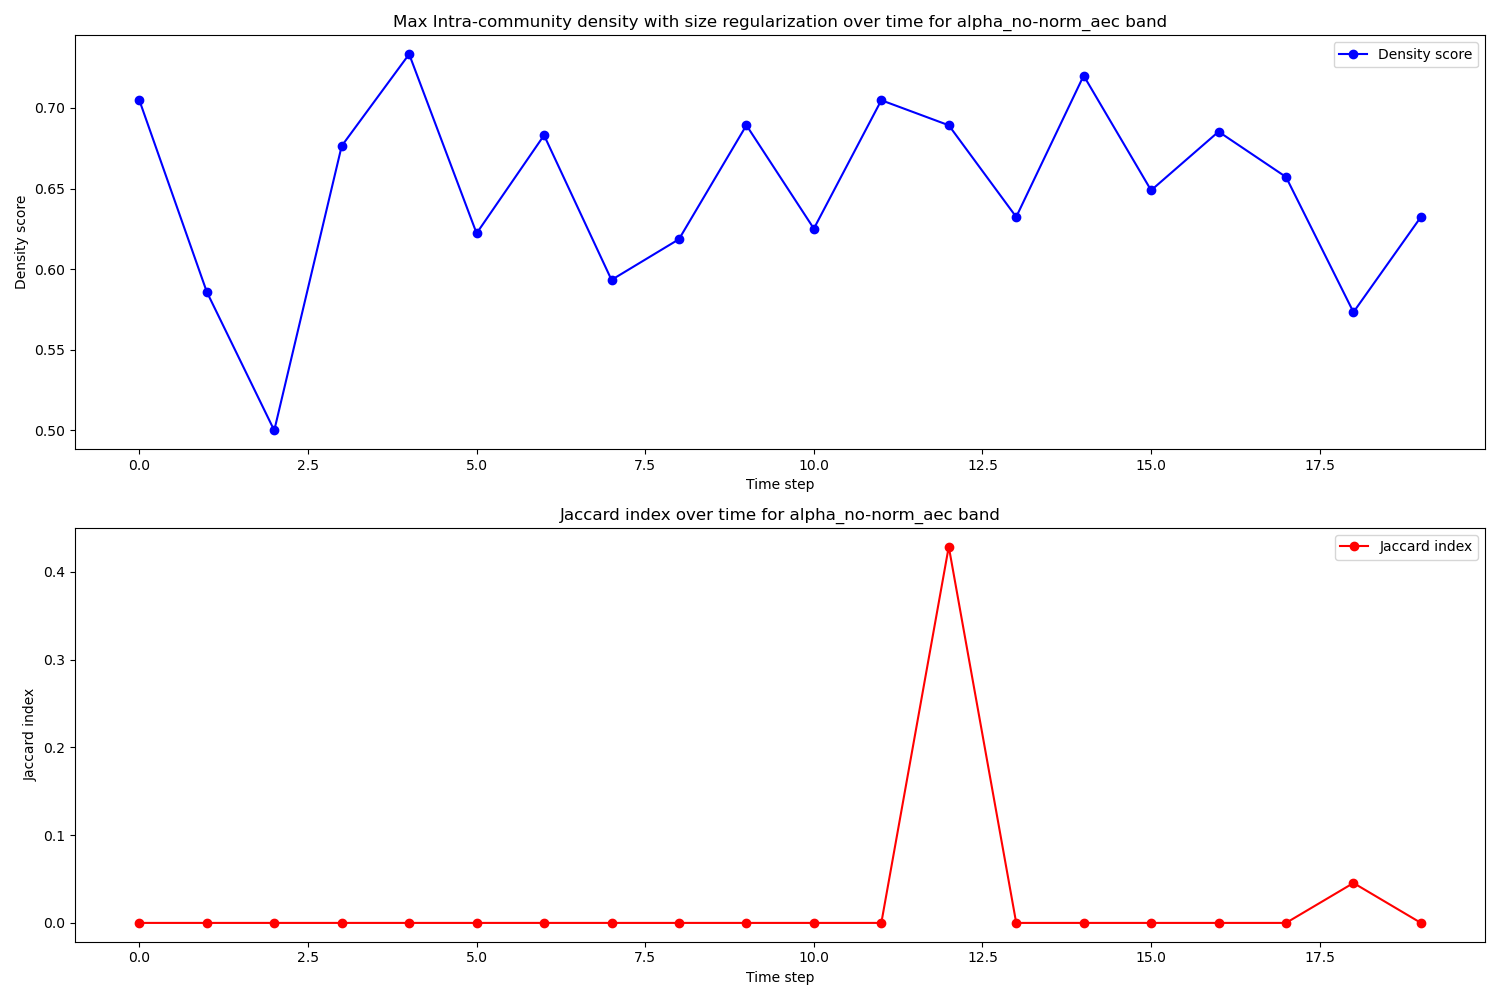 Max Intra-community density with size regularization over time for alpha_no-norm_aec band
Density score
0.70
0.65
0.60
0.55
0.50
Density score
0.0 2.5 5.0 7.5 10.0 12.5 15.0 17.5
Time step
Jaccard index over time for alpha_no-norm_aec band
Jaccard index
0.4
0.3
0.2
0.1
0.0
Jaccard index
0.0 2.5 5.0 7.5 10.0 12.5 15.0 17.5
Time step